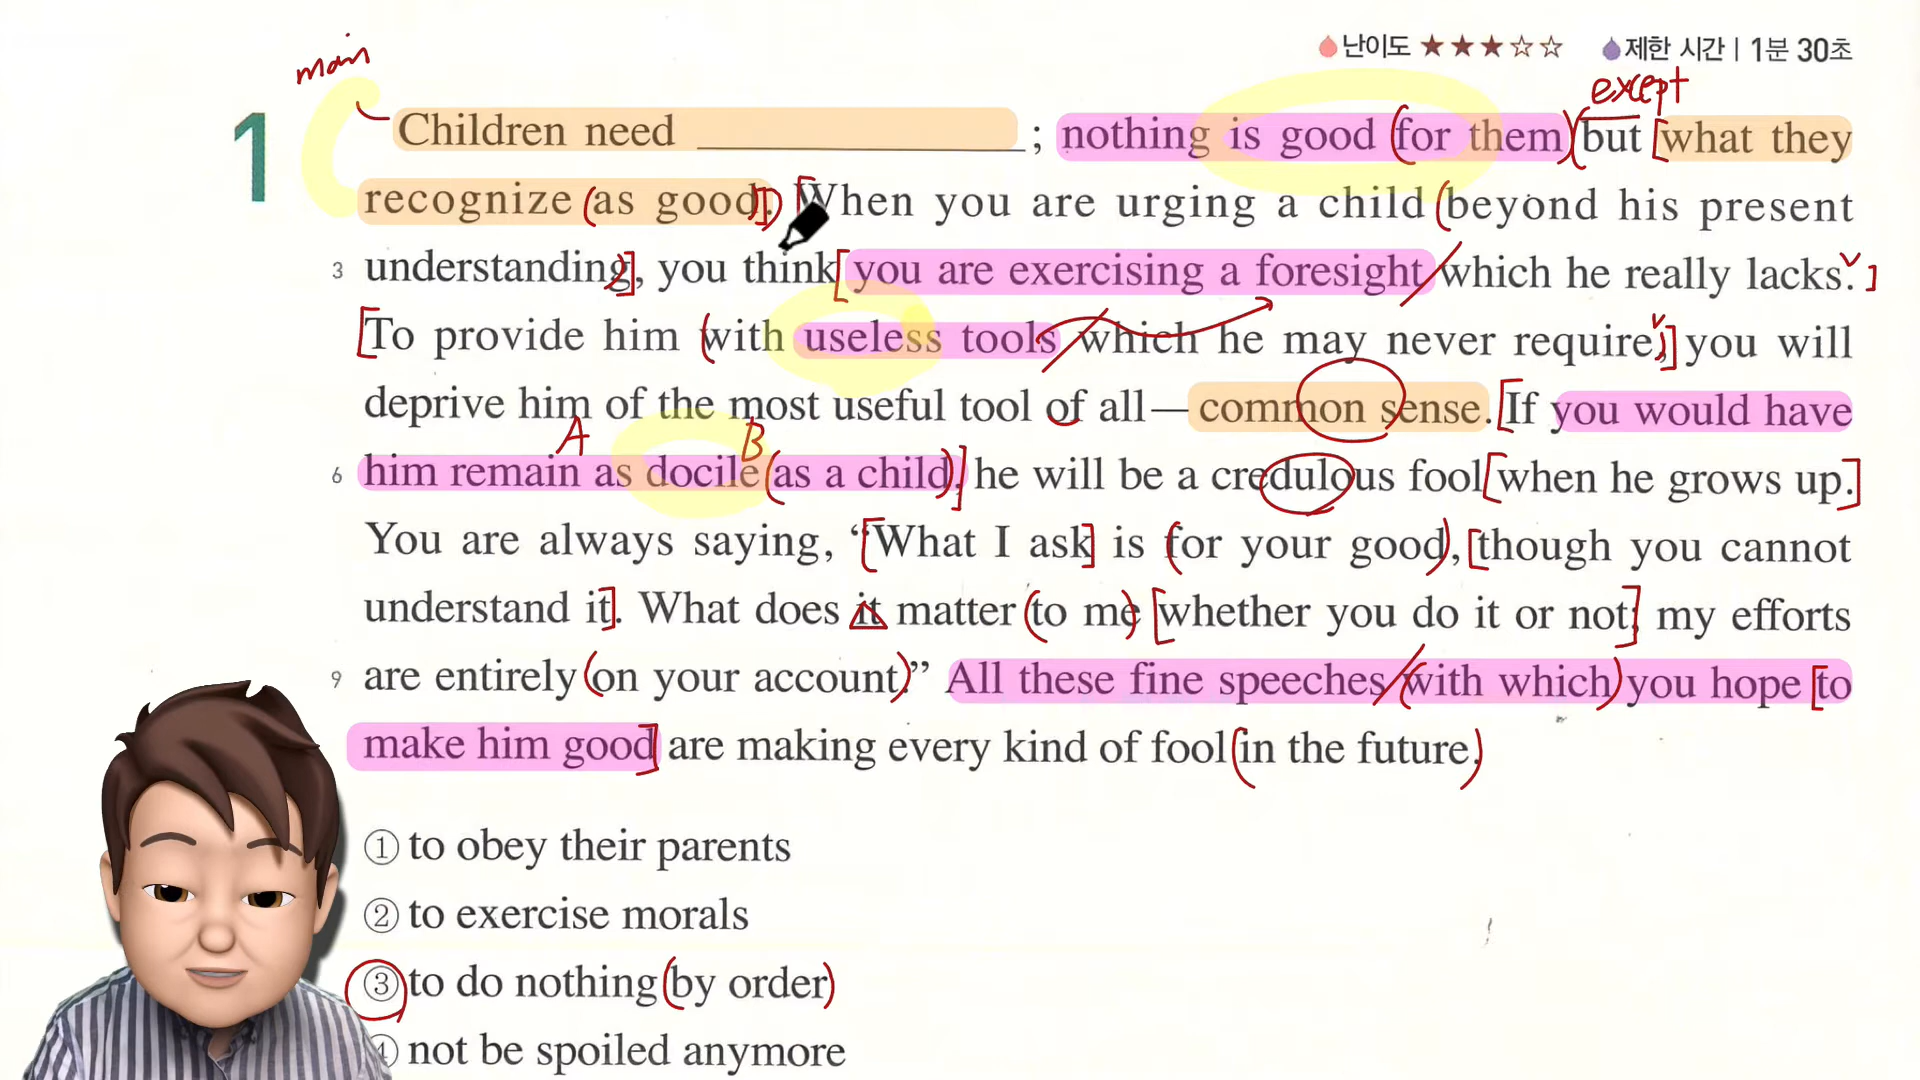 난이도 ★★★☆☆ 제한 시간 | 1분 30초
main
except
1 Children need ____________ ; nothing is good (for them) (but [what they
recognize (as good)]). [When you are urging a child (beyond his present
3 understanding)], you think [you are exercising a foresight / which he really lacks.]
[To provide him (with useless tools / which he may never require,)] you will
deprive him of the most useful tool of all—common sense. [If you would have
A B
6 him remain as docile (as a child),] he will be a credulous fool [when he grows up.]
You are always saying, “[What I ask] is (for your good), [though you cannot
understand it]. What does it matter (to me) [whether you do it or not;] my efforts
9 are entirely (on your account.)” All these fine speeches / (with which) you hope [to
make him good] are making every kind of fool (in the future.)
① to obey their parents
② to exercise morals
③ to do nothing (by order)
④ not be spoiled anymore